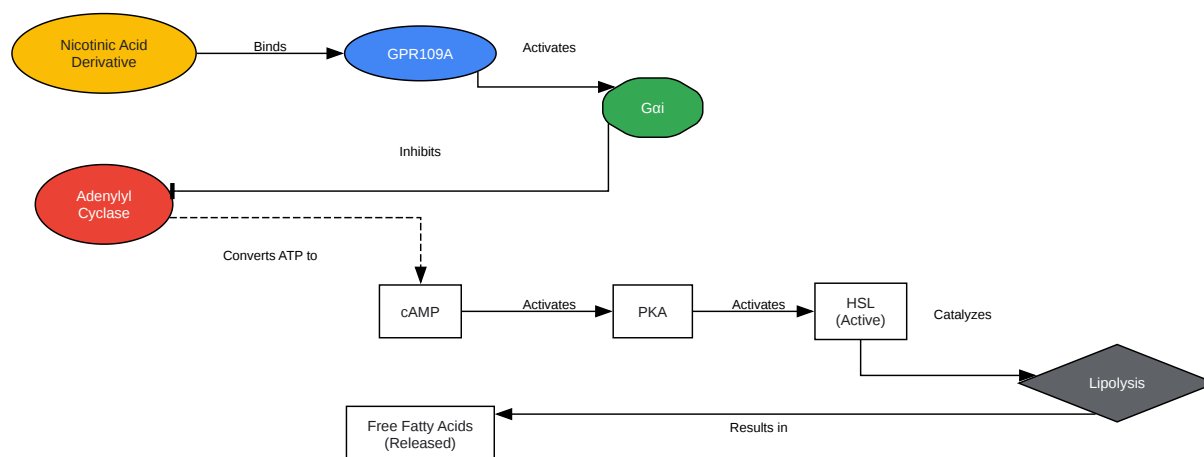 Nicotinic Acid
Derivative
Binds
GPR109A
Activates
Gαi
Inhibits
Adenylyl
Cyclase
Converts ATP to
cAMP
Activates
PKA
Activates
HSL
(Active)
Catalyzes
Lipolysis
Results in
Free Fatty Acids
(Released)